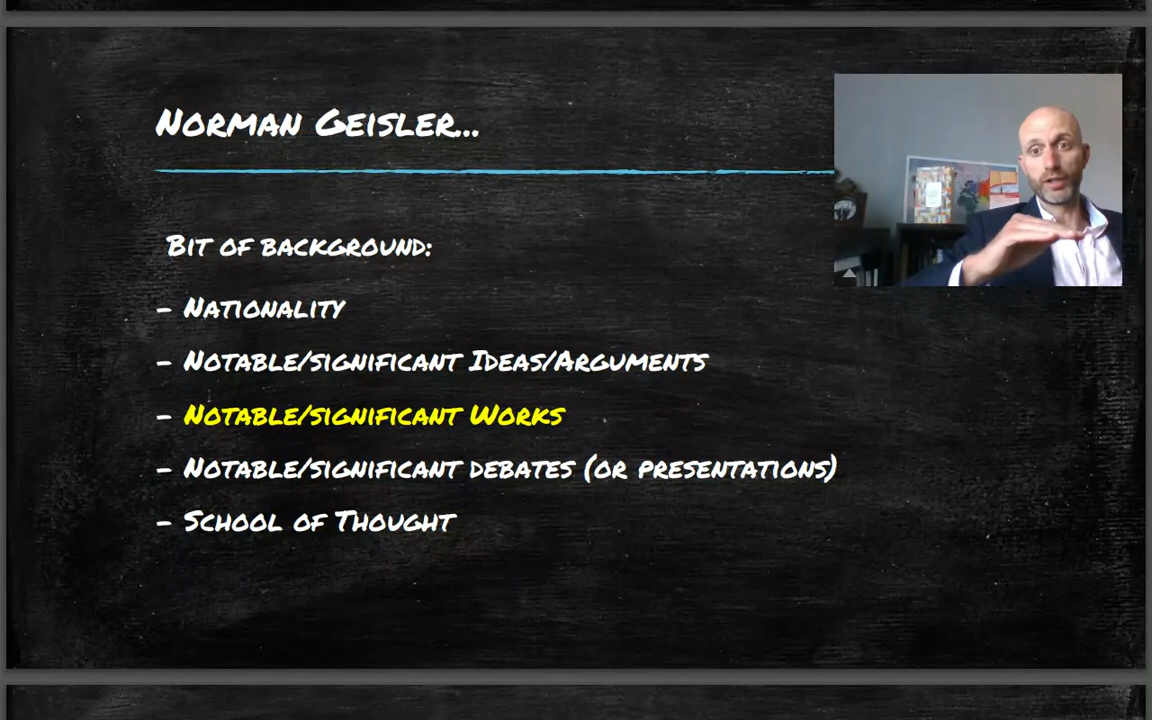 Norman Geisler...
Bit of background:
- Nationality
- Notable/significant Ideas/Arguments
- Notable/significant Works
- Notable/significant debates (or presentations)
- School of Thought